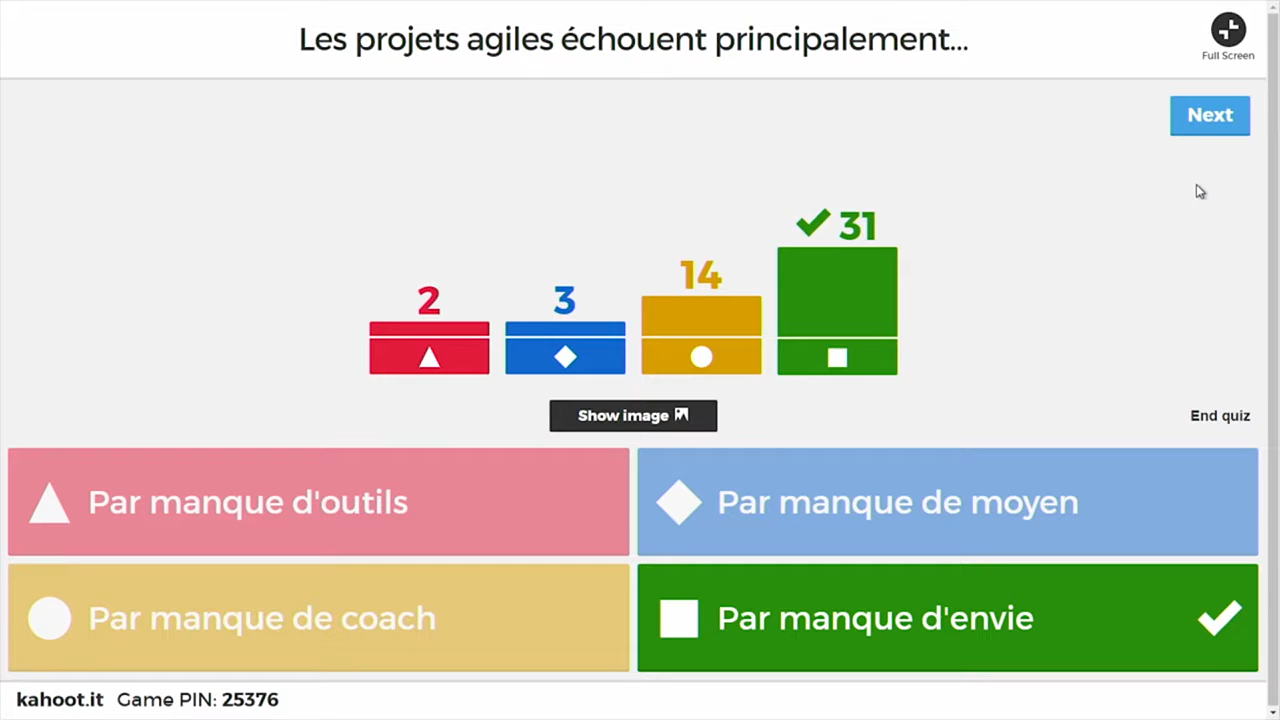 Les projets agiles échouent principalement...
Full Screen
Next
2
3
14
31
Show image
End quiz
Par manque d'outils
Par manque de moyen
Par manque de coach
Par manque d'envie
kahoot.it Game PIN: 25376